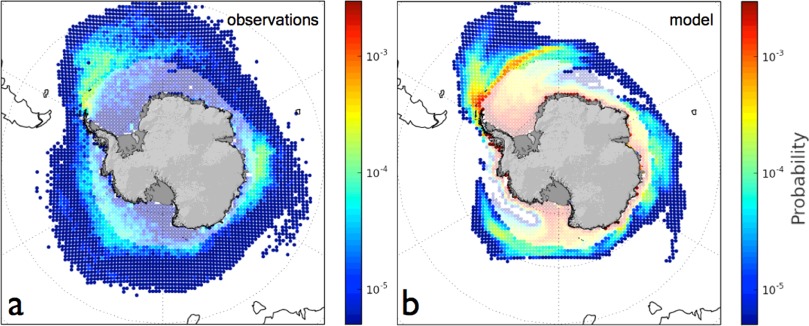 observations
a
10⁻³
10⁻⁴
10⁻⁵
model
b
10⁻³
10⁻⁴
10⁻⁵
Probability